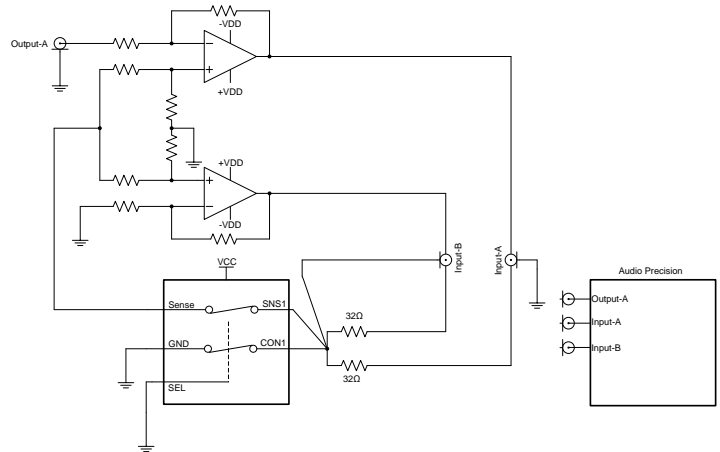 -VDD
Output-A
+VDD
+VDD
-VDD
Input-B
Input-A
VCC
Audio Precision
Sense
SNS1
Output-A
32Ω
Input-A
GND
CON1
Input-B
32Ω
SEL